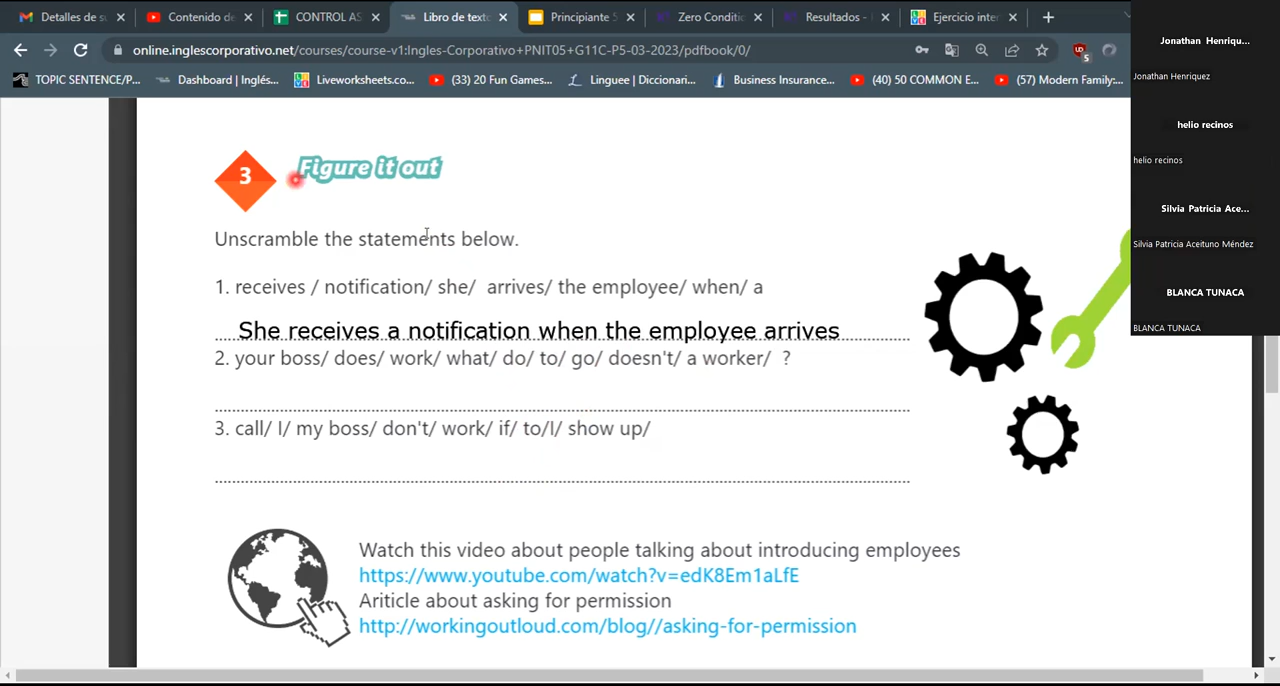 Detalles de su
Contenido de
CONTROL AS
Libro de texto
Principiante 5
Zero Conditic
Resultados -
Ejercicio inter
online.inglescorporativo.net/courses/course-v1:Ingles-Corporativo+PNIT05+G11C-P5-03-2023/pdfbook/0/
5
TOPIC SENTENCE/P...
Dashboard | Inglés...
Liveworksheets.co...
(33) 20 Fun Games...
Linguee | Diccionari...
Business Insurance...
(40) 50 COMMON E...
(57) Modern Family:...
Jonathan Henriqu...
Jonathan Henriquez
helio recinos
helio recinos
Silvia Patricia Ace...
Silvia Patricia Aceituno Méndez
BLANCA TUNACA
BLANCA TUNACA
3
Figure it out
Unscramble the statements below.
1. receives / notification/ she/ arrives/ the employee/ when/ a
She receives a notification when the employee arrives
2. your boss/ does/ work/ what/ do/ to/ go/ doesn't/ a worker/ ?
3. call/ I/ my boss/ don't/ work/ if/ to/I/ show up/
Watch this video about people talking about introducing employees
https://www.youtube.com/watch?v=edK8Em1aLfE
Ariticle about asking for permission
http://workingoutloud.com/blog//asking-for-permission